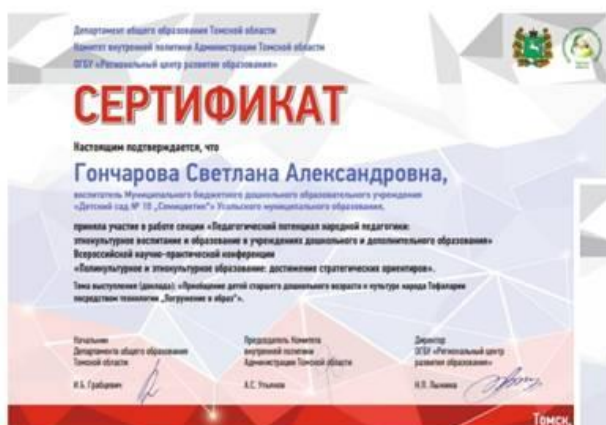 Департамент общего образования Томской области
Комитет внутренней политики Администрации Томской области
ОГБУ «Региональный центр развития образования»
СЕРТИФИКАТ
Настоящим подтверждается, что
Гончарова Светлана Александровна,
воспитатель Муниципального бюджетного дошкольного образовательного учреждения
«Детский сад № 10 „Семицветик"» Усольского муниципального образования,
приняла участие в работе секции «Педагогический потенциал народной педагогики:
этнокультурное воспитание и образование в учреждениях дошкольного и дополнительного образования»
Всероссийской научно-практической конференции
«Поликультурное и этнокультурное образование: достижение стратегических ориентиров».
Тема выступления (доклада): «Приобщение детей старшего дошкольного возраста к культуре народа Тофаларии
посредством технологии „Погружение в образ"».
Начальник
Департамента общего образования
Томской области
И.Б. Грабцевич
Председатель Комитета
внутренней политики
Администрации Томской области
А.С.
Директор
ОГБУ «Региональный центр
развития образования»
Н.П. Лыжина
Томск,